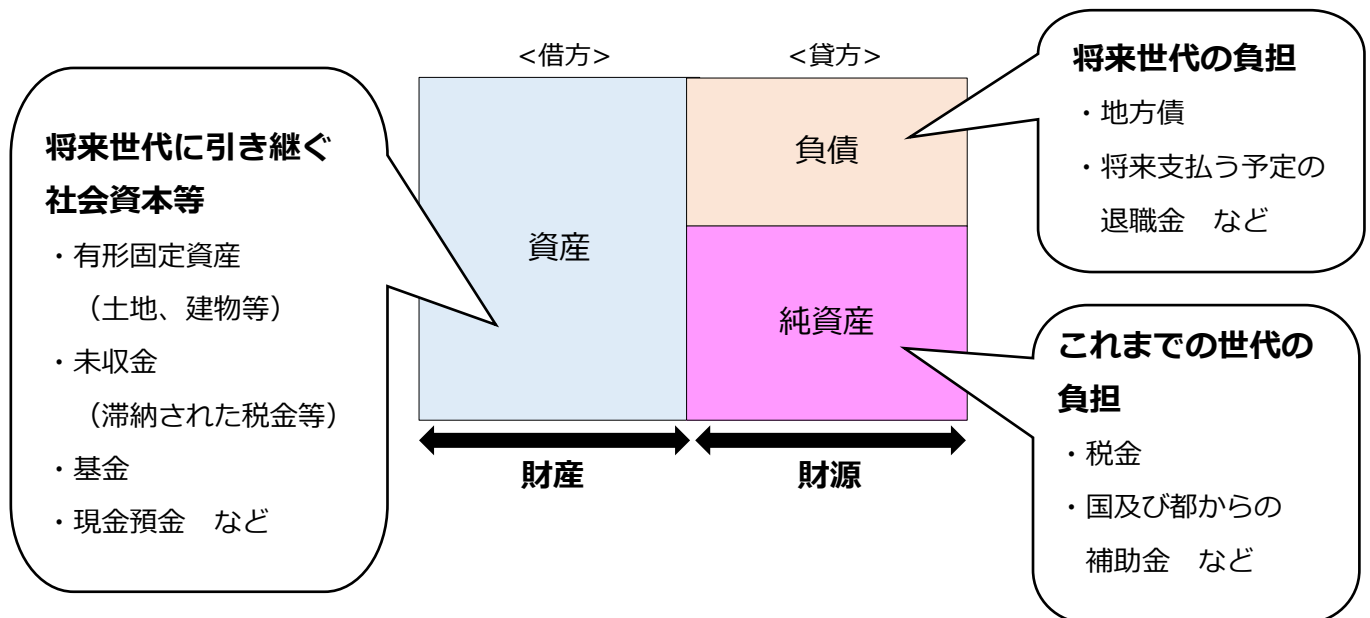 <借方>
<貸方>
将来世代に引き継ぐ
社会資本等
・有形固定資産
（土地、建物等）
・未収金
（滞納された税金等）
・基金
・現金預金　など
資産
負債
純資産
財産
財源
将来世代の負担
・地方債
・将来支払う予定の
退職金　など
これまでの世代の
負担
・税金
・国及び都からの
補助金　など